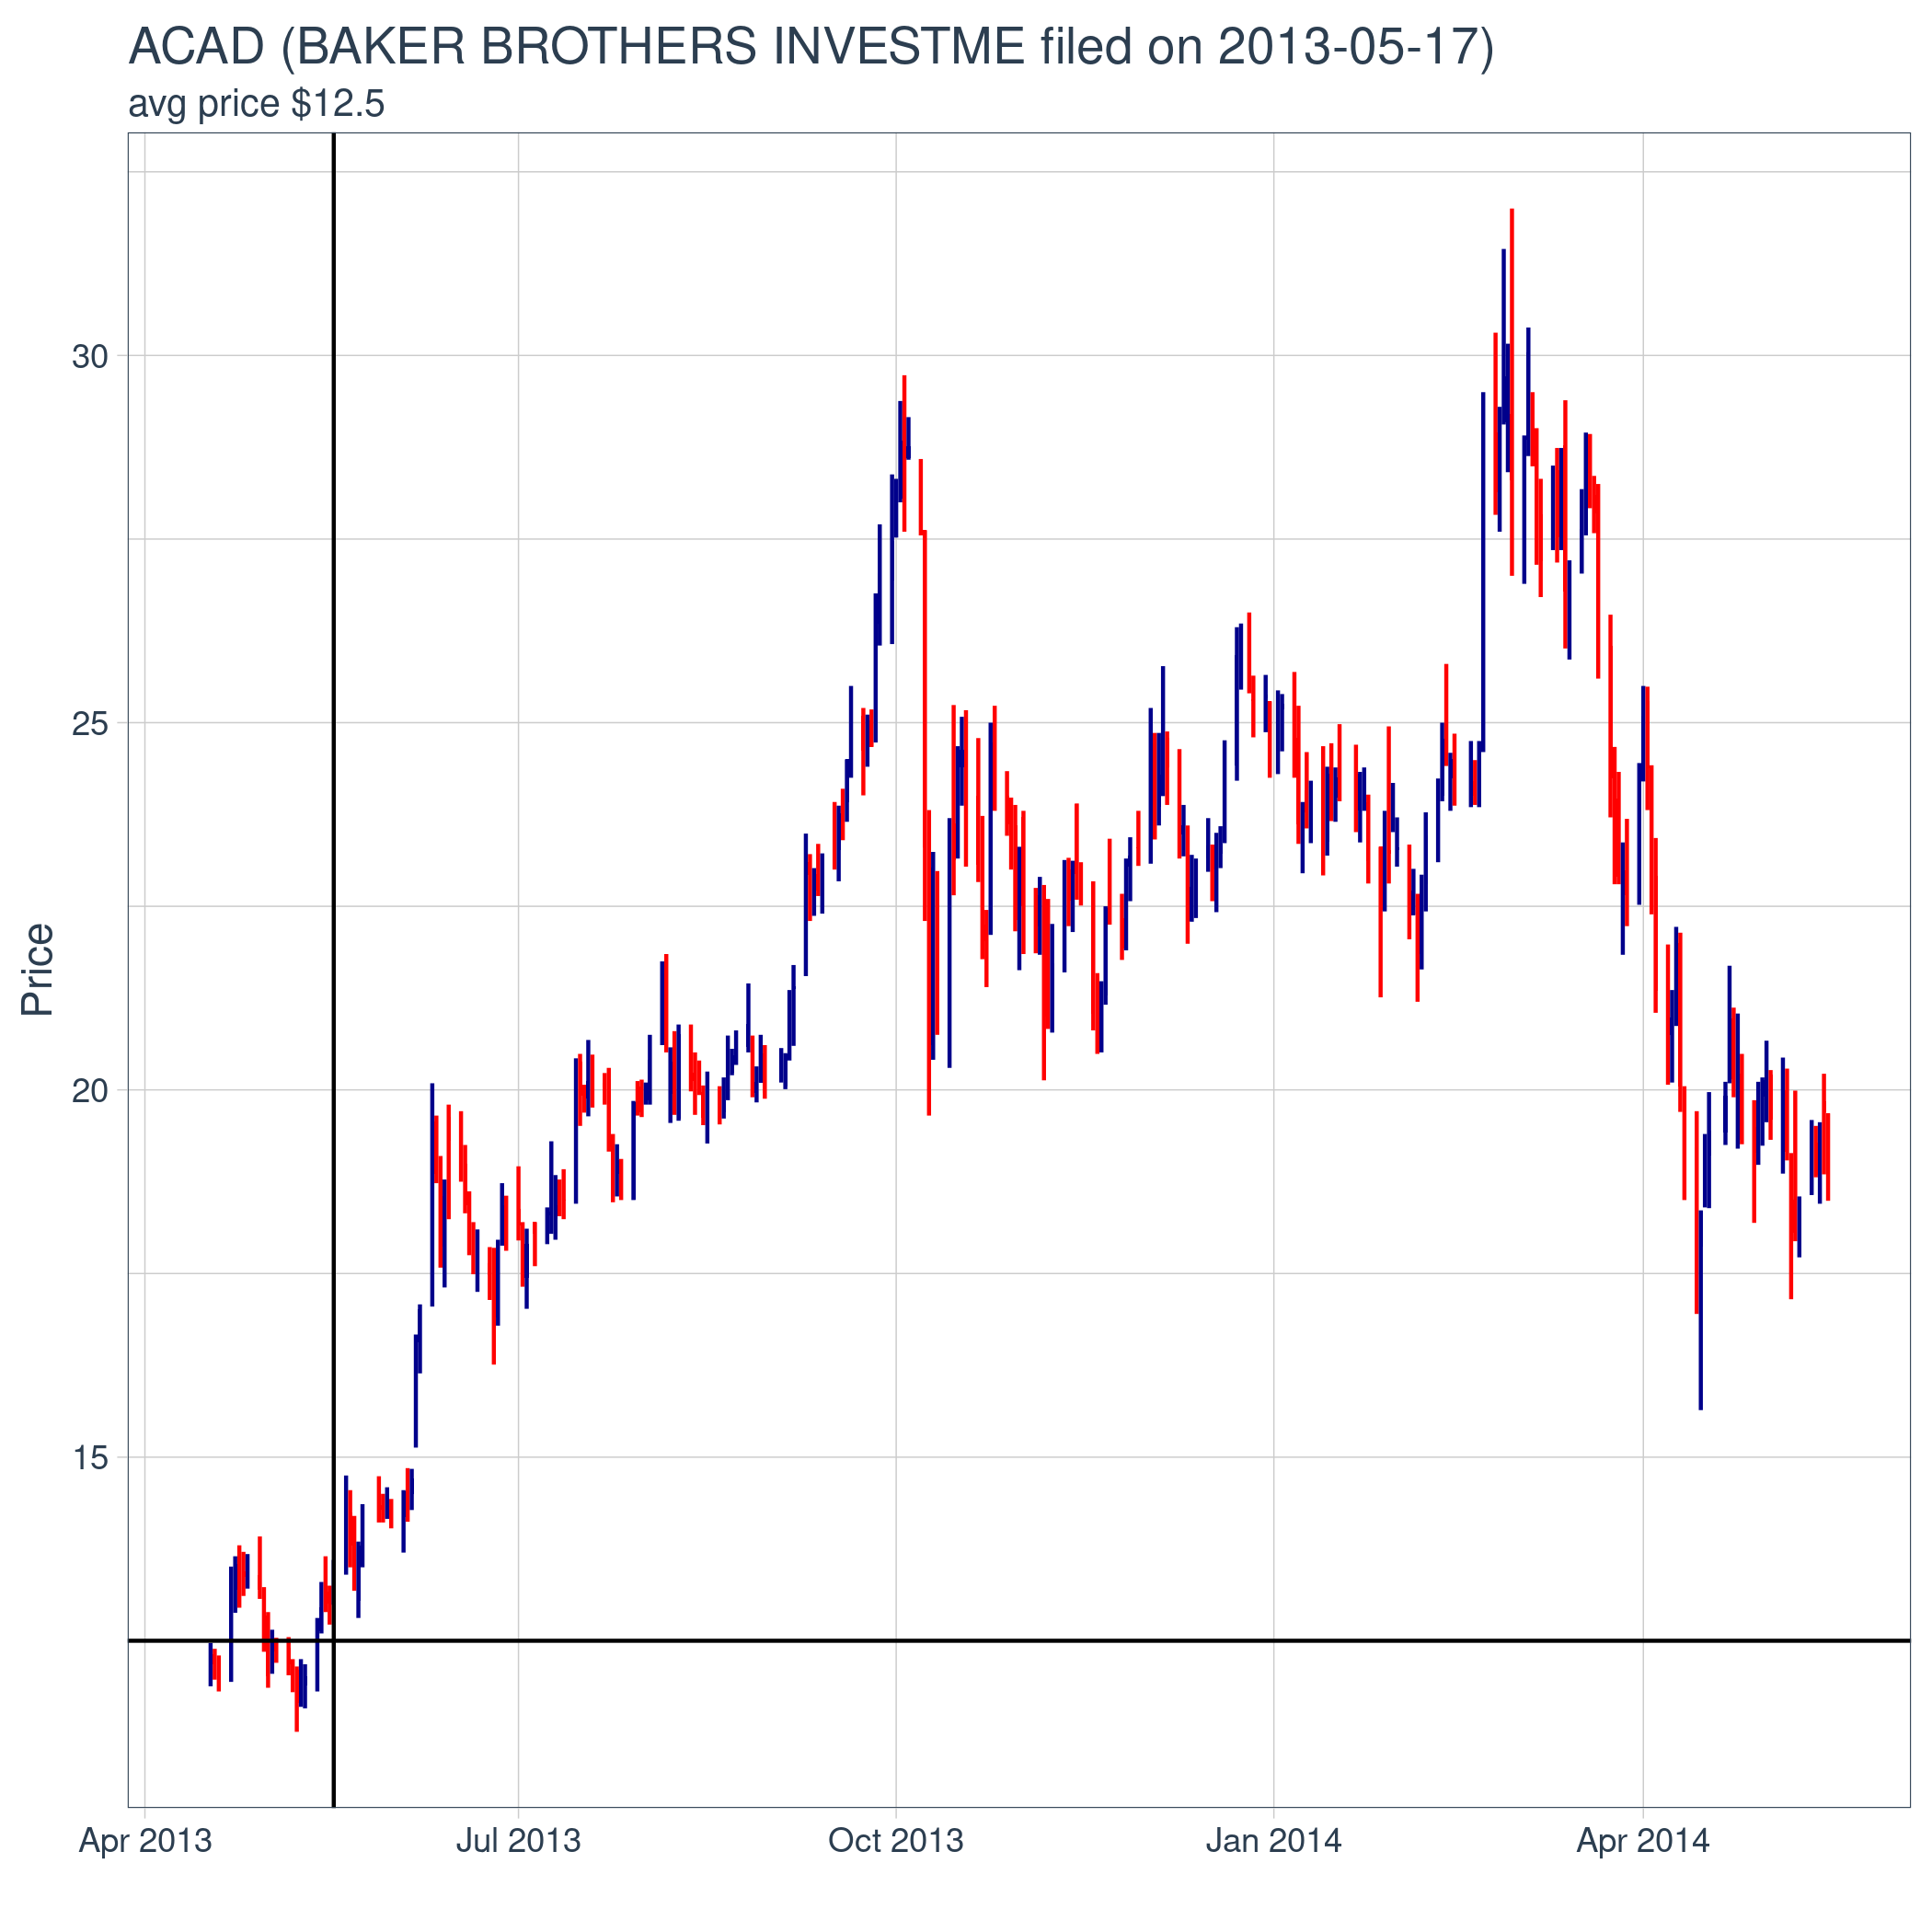 ACAD (BAKER BROTHERS INVESTME filed on 2013-05-17)
avg price $12.5
30
25
20
15
Price
Apr 2013
Jul 2013
Oct 2013
Jan 2014
Apr 2014